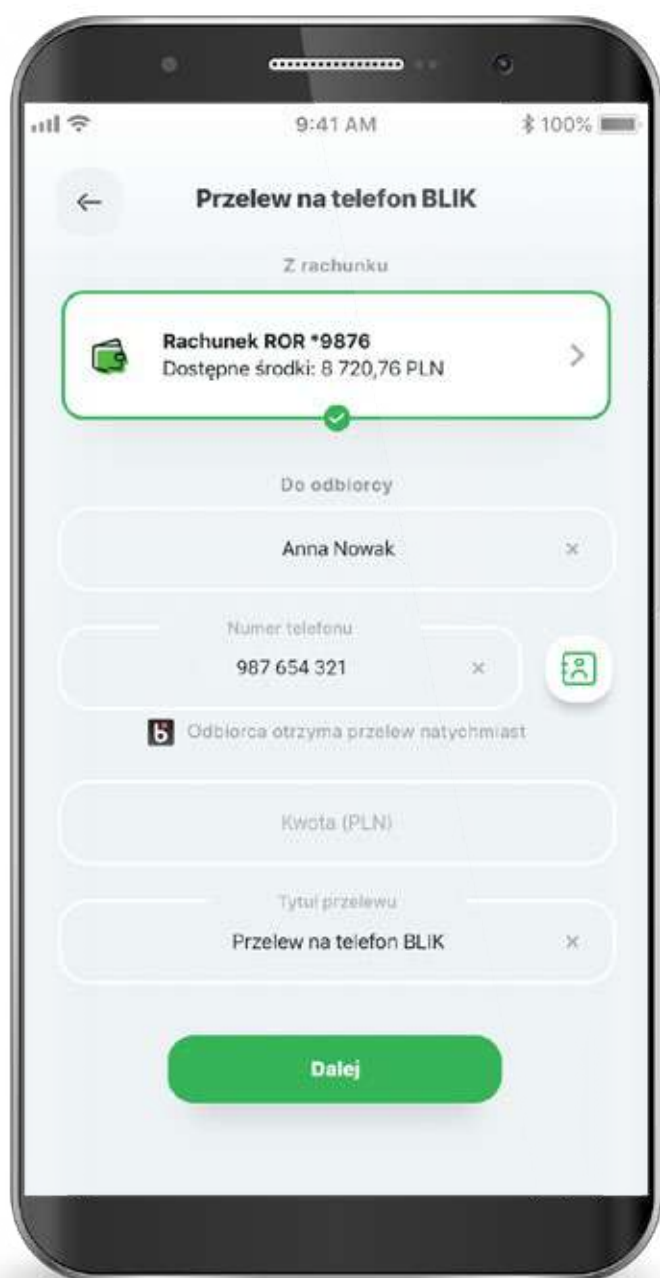 9:41 AM
100%
Przelew na telefon BLIK
Z rachunku
Rachunek ROR *9876
Dostępne środki: 8 720,76 PLN
Do odbiorcy
Anna Nowak
Numer telefonu
987 654 321
Odbiorca otrzyma przelew natychmiast
Kwota (PLN)
Tytuł przelewu
Przelew na telefon BLIK
Dalej